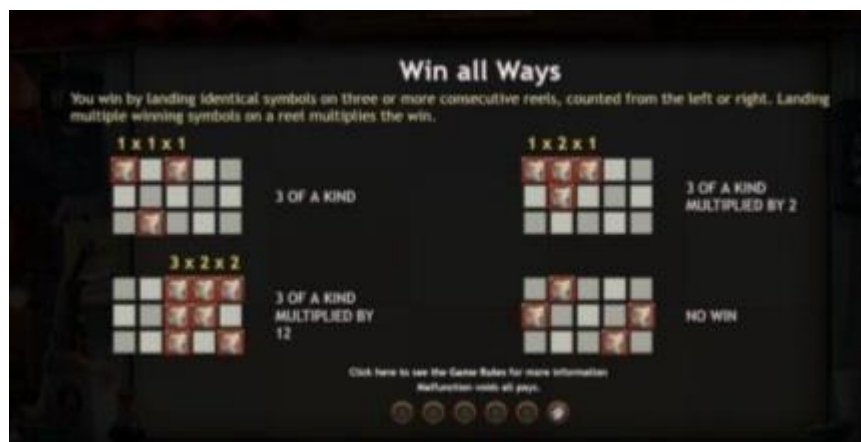 Win all Ways
You win by landing identical symbols on three or more consecutive reels, counted from the left or right. Landing
multiple winning symbols on a reel multiplies the win.
1 x 1 x 1
3 OF A KIND
1 x 2 x 1
3 OF A KIND
MULTIPLIED BY 2
3 x 2 x 2
3 OF A KIND
MULTIPLIED BY
12
NO WIN
Click here to see the Game Rules for more information
Malfunction voids all pays.